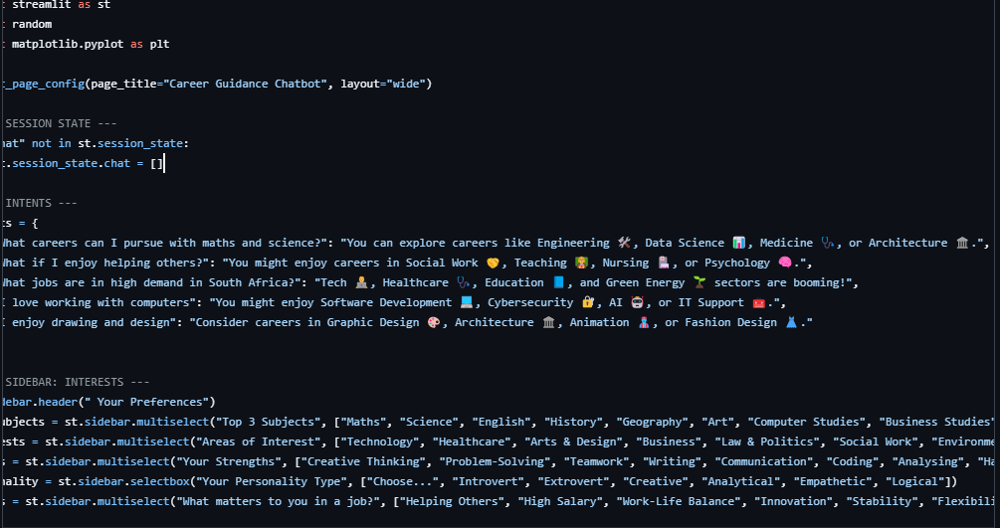 streamlit as st
random
matplotlib.pyplot as plt
_page_config(page_title="Career Guidance Chatbot", layout="wide")
SESSION STATE ---
hat" not in st.session_state:
.session_state.chat = []
INTENTS ---
ts = {
What careers can I pursue with maths and science?": "You can explore careers like Engineering 🛠️, Data Science 📊, Medicine 🩺, or Architecture 🏛️.",
What if I enjoy helping others?": "You might enjoy careers in Social Work 🤝, Teaching 👩‍🏫, Nursing 🏥, or Psychology 🧠.",
What jobs are in high demand in South Africa?": "Tech 👨‍💻, Healthcare 🩺, Education 📘, and Green Energy 🌱 sectors are booming!",
I love working with computers": "You might enjoy Software Development 💻, Cybersecurity 🔐, AI 🤖, or IT Support 🧰.",
I enjoy drawing and design": "Consider careers in Graphic Design 🎨, Architecture 🏛️, Animation 🧍, or Fashion Design 👗."
SIDEBAR: INTERESTS ---
debar.header(" Your Preferences")
ubjects = st.sidebar.multiselect("Top 3 Subjects", ["Maths", "Science", "English", "History", "Geography", "Art", "Computer Studies", "Business Studies"
ests = st.sidebar.multiselect("Areas of Interest", ["Technology", "Healthcare", "Arts & Design", "Business", "Law & Politics", "Social Work", "Environme
s = st.sidebar.multiselect("Your Strengths", ["Creative Thinking", "Problem-Solving", "Teamwork", "Writing", "Communication", "Coding", "Analysing", "Ha
nality = st.sidebar.selectbox("Your Personality Type", ["Choose...", "Introvert", "Extrovert", "Creative", "Analytical", "Empathetic", "Logical"])
s = st.sidebar.multiselect("What matters to you in a job?", ["Helping Others", "High Salary", "Work-Life Balance", "Innovation", "Stability", "Flexibili